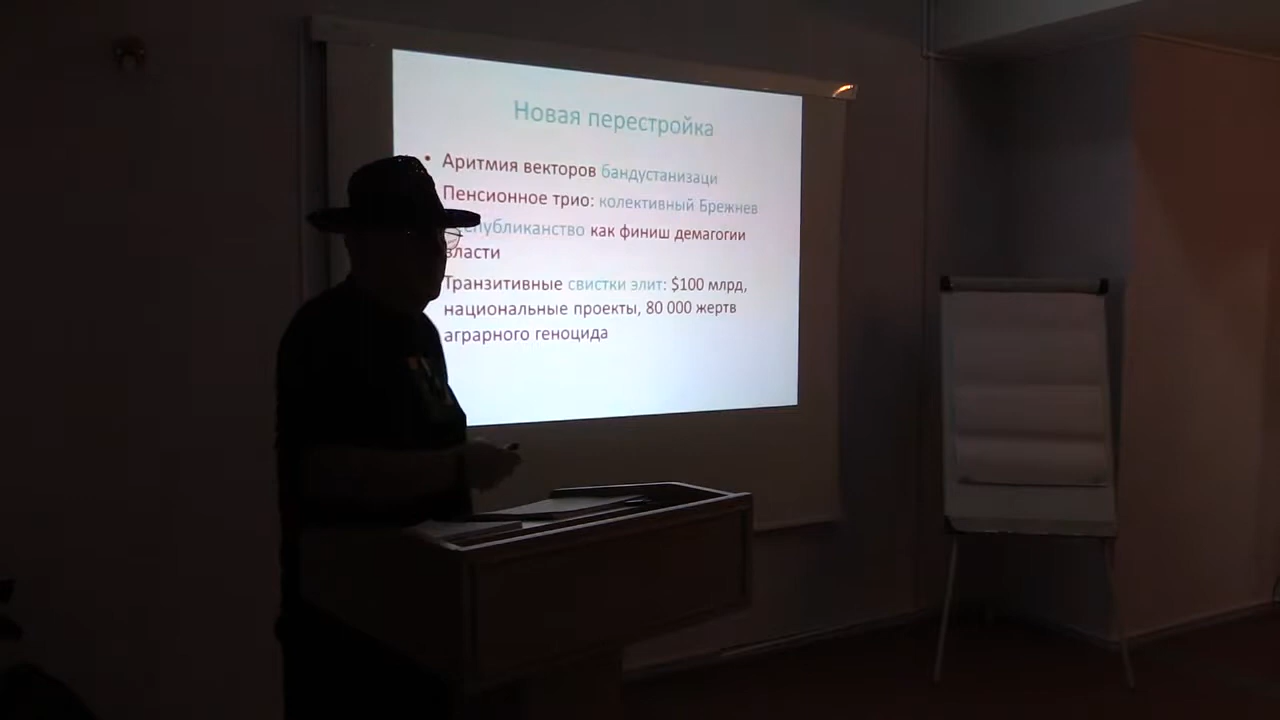 Новая перестройка
• Аритмия векторов бандустанизаци
Пенсионное трио: колективный Брежнев
как финиш демагогии
власти
Транзитивные свистки элит: $100 млрд,
национальные проекты, 80 000 жертв
аграрного геноцида